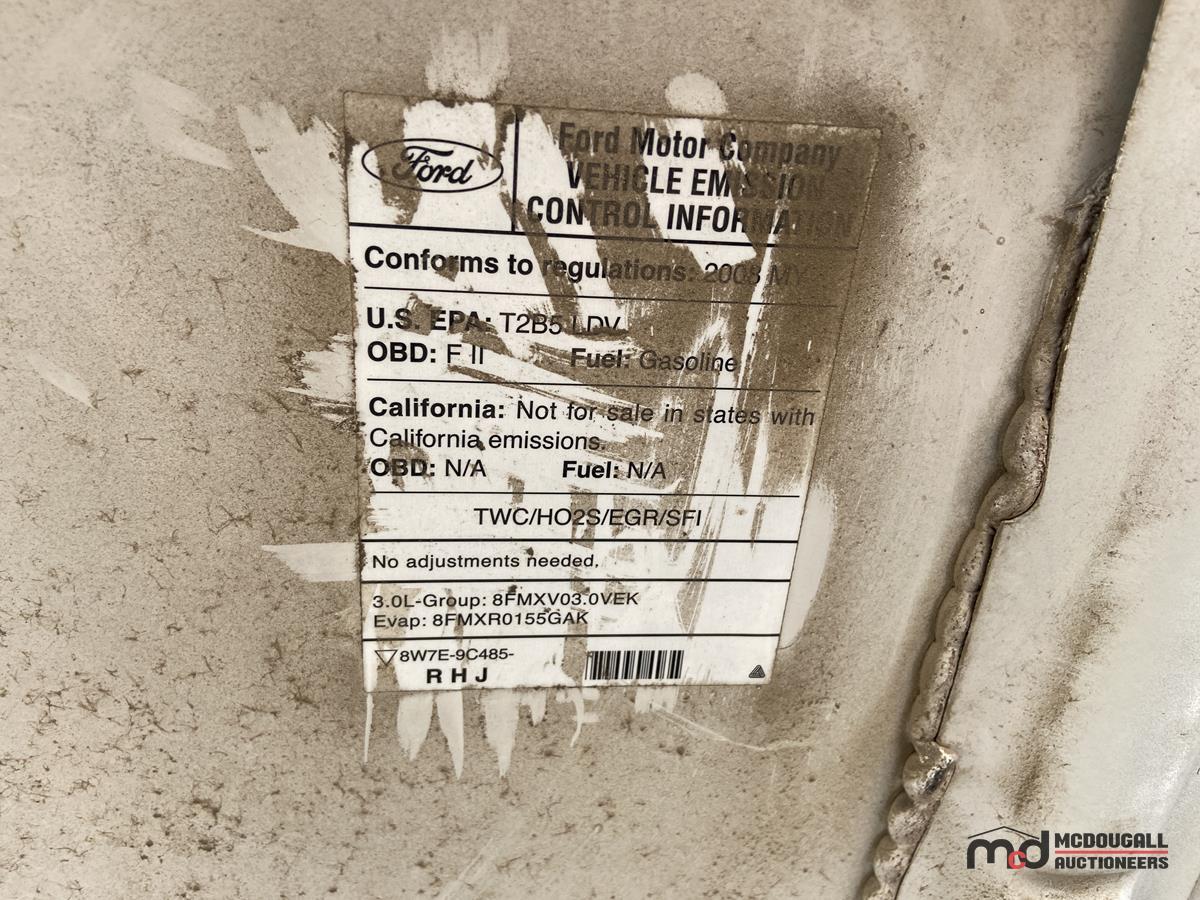 Ford
Ford Motor Company
VEHICLE EMISSION
CONTROL INFORMATION
Conforms to regulations: 2008 MY
U.S. EPA: T2B5 LDV
OBD: F II Fuel: Gasoline
California: Not for sale in states with
California emissions.
OBD: N/A Fuel: N/A
TWC/HO2S/EGR/SFI
No adjustments needed.
3.0L-Group: 8FMXV03.0VEK
Evap: 8FMXR0155GAK
8W7E-9C485-
R H J
mcd MCDOUGALL
AUCTIONEERS